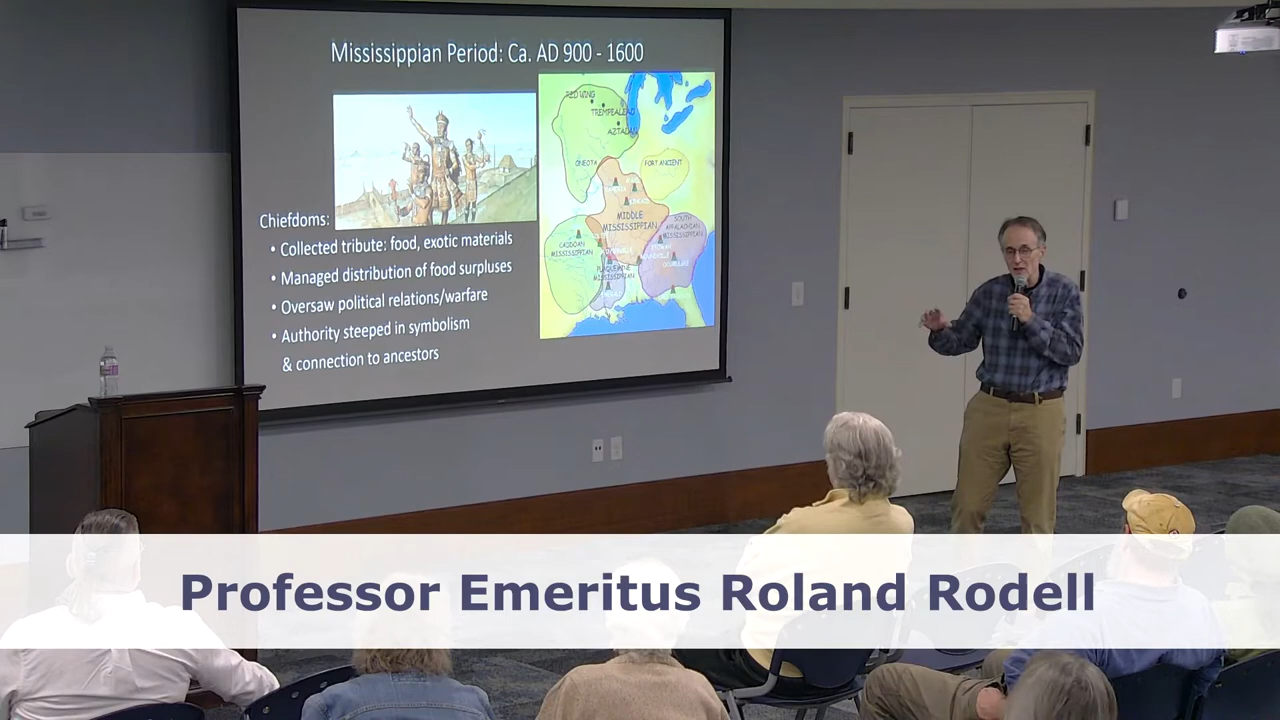 Mississippian Period: Ca. AD 900 - 1600
RED WING
TREMPEALEAU
AZTALAN
ONEOTA
FORT ANCIENT
MIDDLE
MISSISSIPPIAN
SOUTH
APPALACHIAN
MISSISSIPPIAN
CADDOAN
MISSISSIPPIAN
PLAQUEMINE
MISSISSIPPIAN
Chiefdoms:
• Collected tribute: food, exotic materials
• Managed distribution of food surpluses
• Oversaw political relations/warfare
• Authority steeped in symbolism
& connection to ancestors
Professor Emeritus Roland Rodell